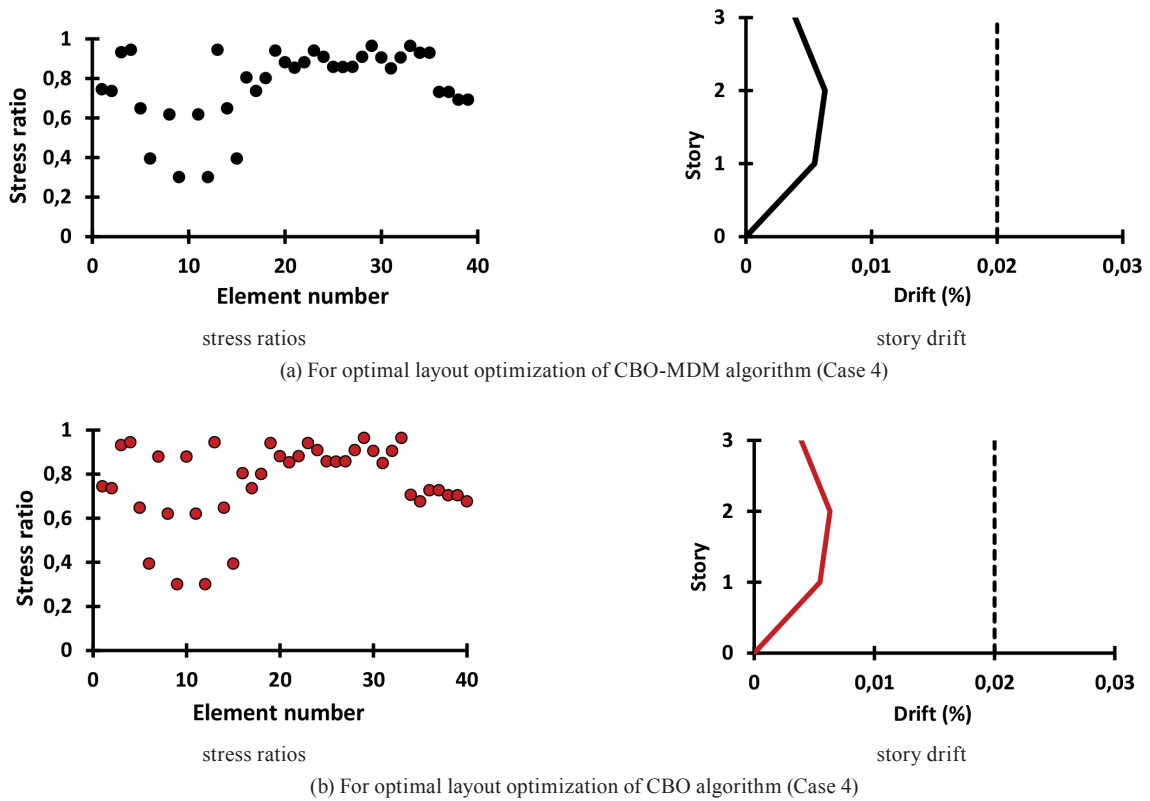 1
0,8
0,6
0,4
0,2
0
Stress ratio
0 10 20 30 40
Element number
stress ratios
3
2
1
0
Story
0 0,01 0,02 0,03
Drift (%)
story drift
(a) For optimal layout optimization of CBO-MDM algorithm (Case 4)
1
0,8
0,6
0,4
0,2
0
Stress ratio
0 10 20 30 40
Element number
stress ratios
3
2
1
0
Story
0 0,01 0,02 0,03
Drift (%)
story drift
(b) For optimal layout optimization of CBO algorithm (Case 4)